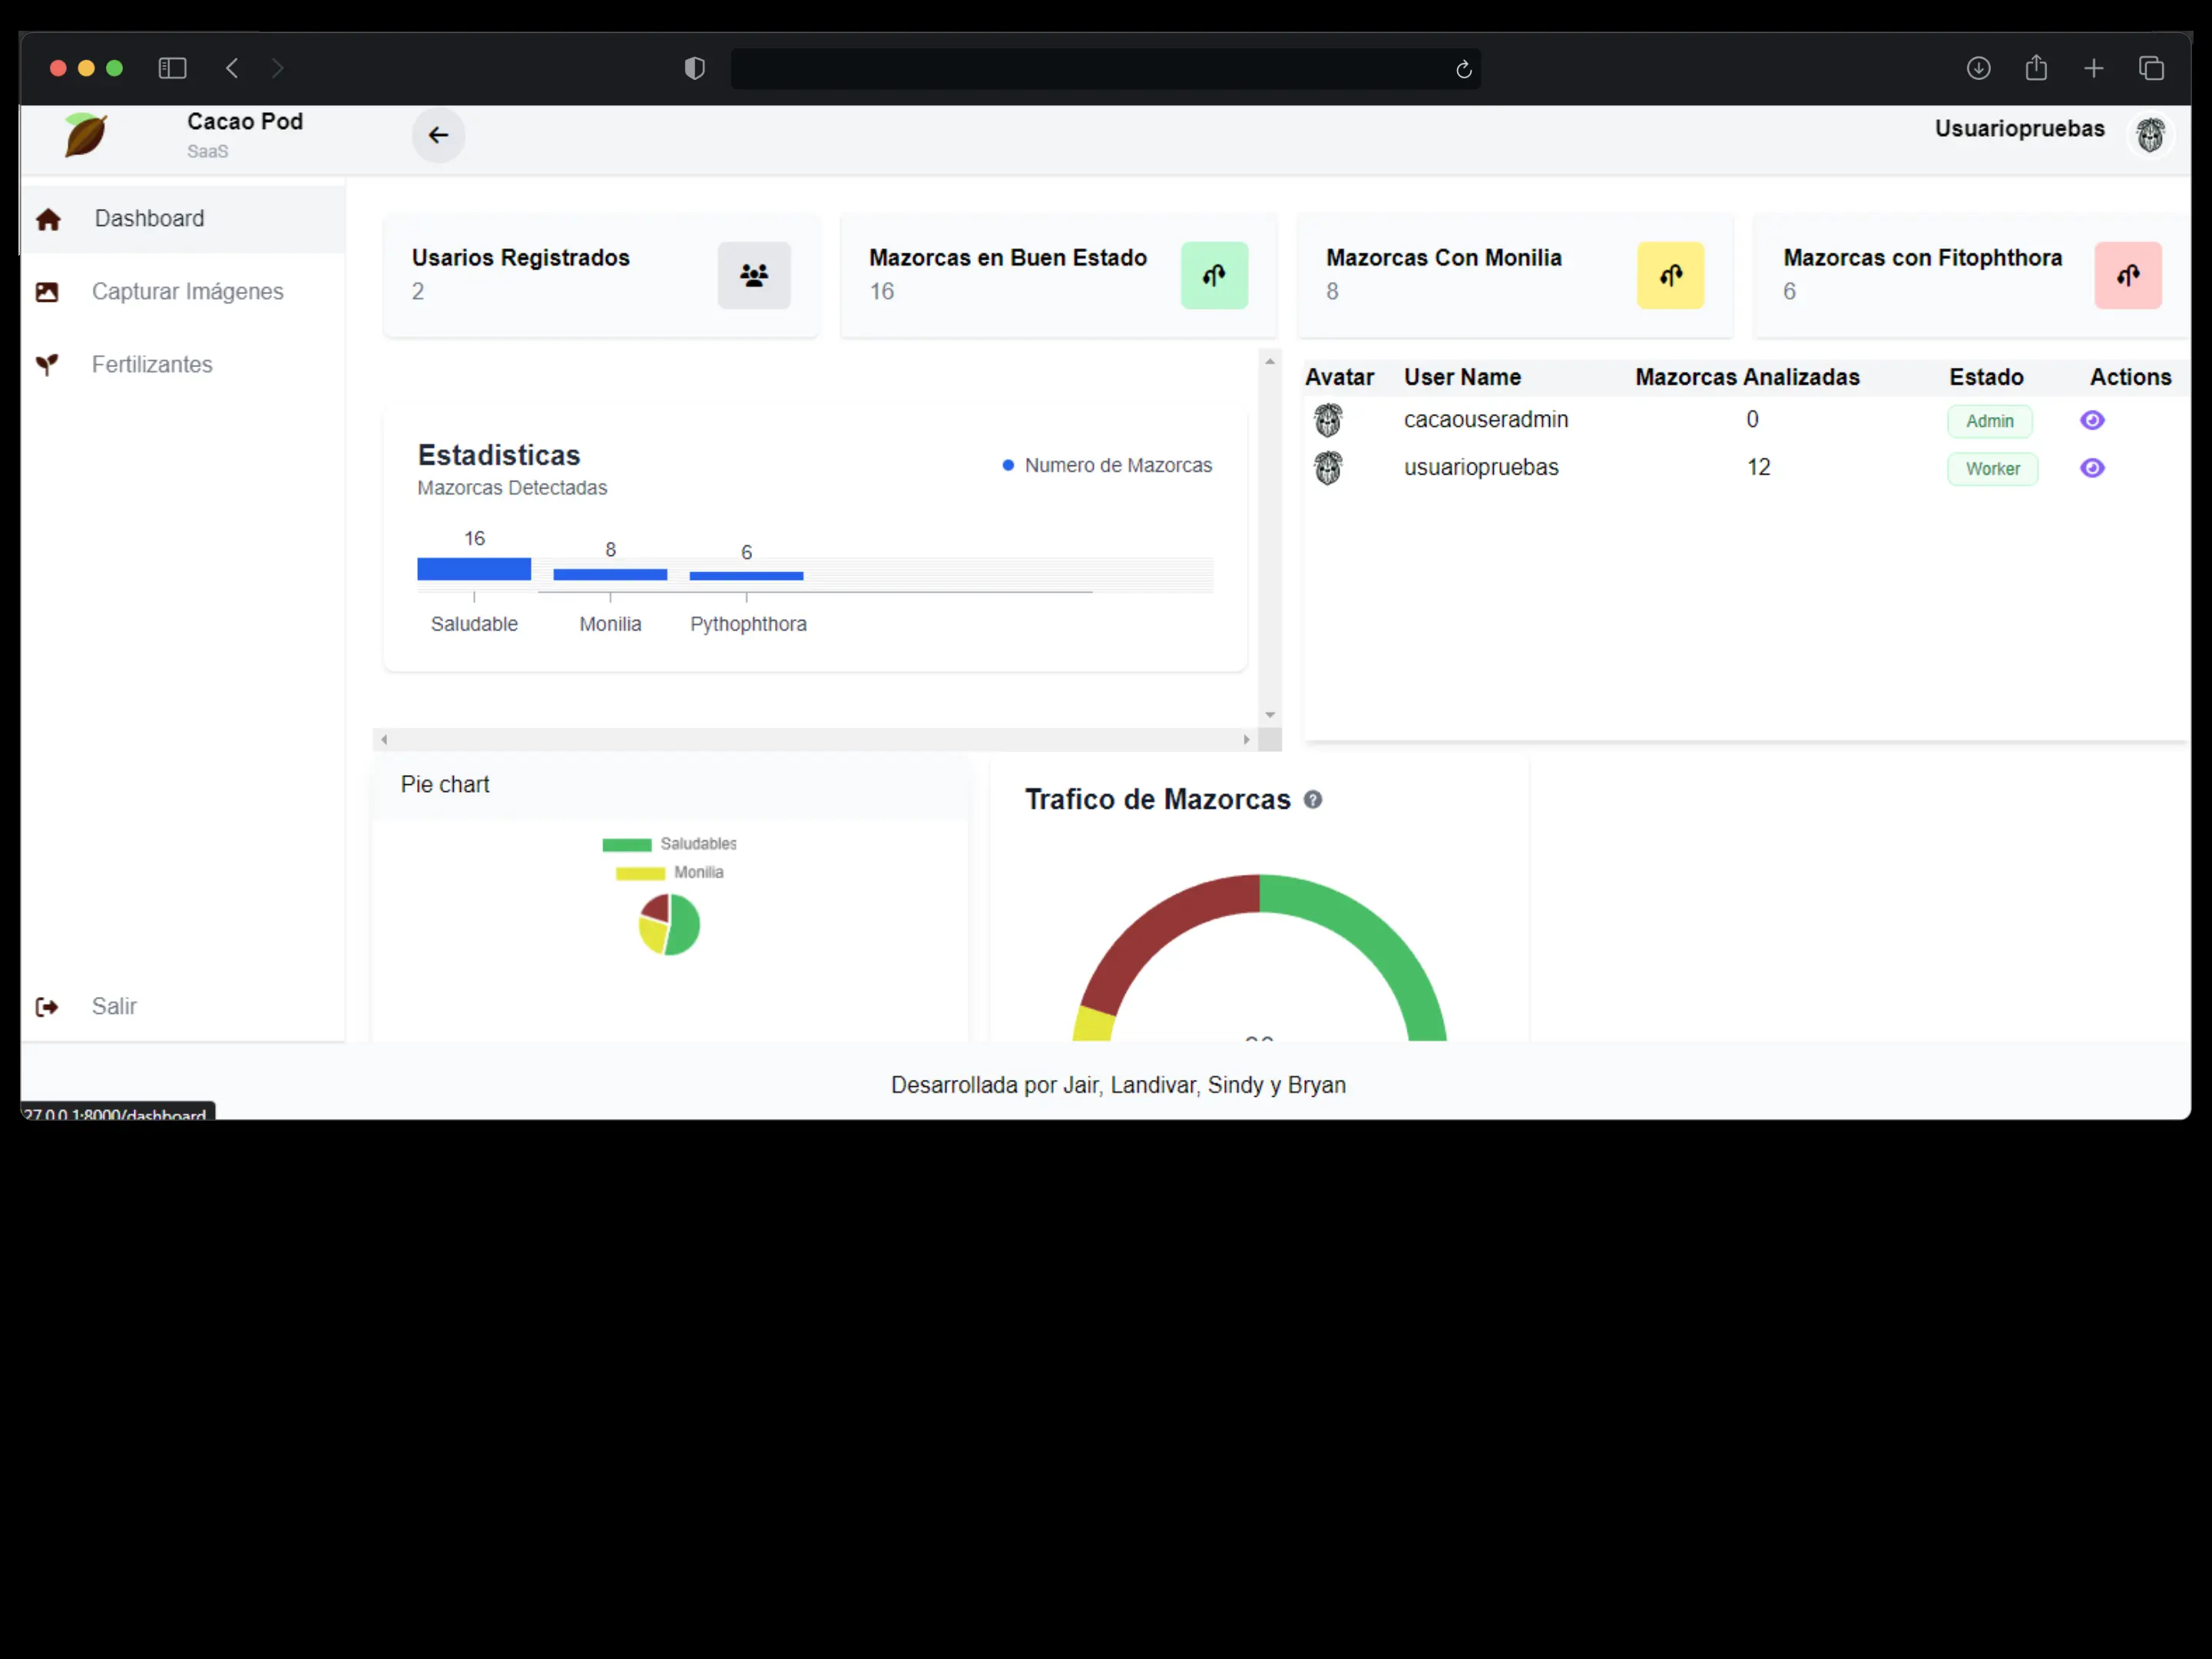 Cacao Pod
SaaS
Usuariopruebas
Dashboard
Capturar Imágenes
Fertilizantes
Salir
Usarios Registrados
2
Mazorcas en Buen Estado
16
Mazorcas Con Monilia
8
Mazorcas con Fitophthora
6
Estadisticas
Mazorcas Detectadas
Numero de Mazorcas
16
8
6
Saludable
Monilia
Pythophthora
Avatar User Name Mazorcas Analizadas Estado Actions
cacaouseradmin 0 Admin
usuariopruebas 12 Worker
Pie chart
Saludables
Monilia
Trafico de Mazorcas
Desarrollada por Jair, Landivar, Sindy y Bryan
27.0.0.1:8000/dashboard